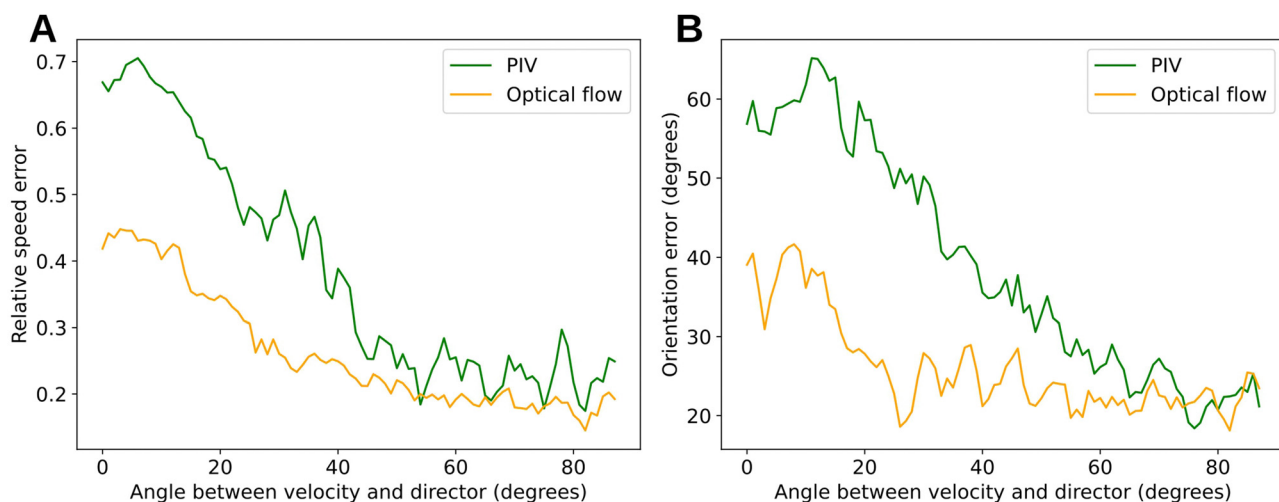 A
PIV
Optical flow
0.7
0.6
0.5
0.4
0.3
0.2
Relative speed error
0
20
40
60
80
Angle between velocity and director (degrees)
B
PIV
Optical flow
60
50
40
30
20
Orientation error (degrees)
0
20
40
60
80
Angle between velocity and director (degrees)